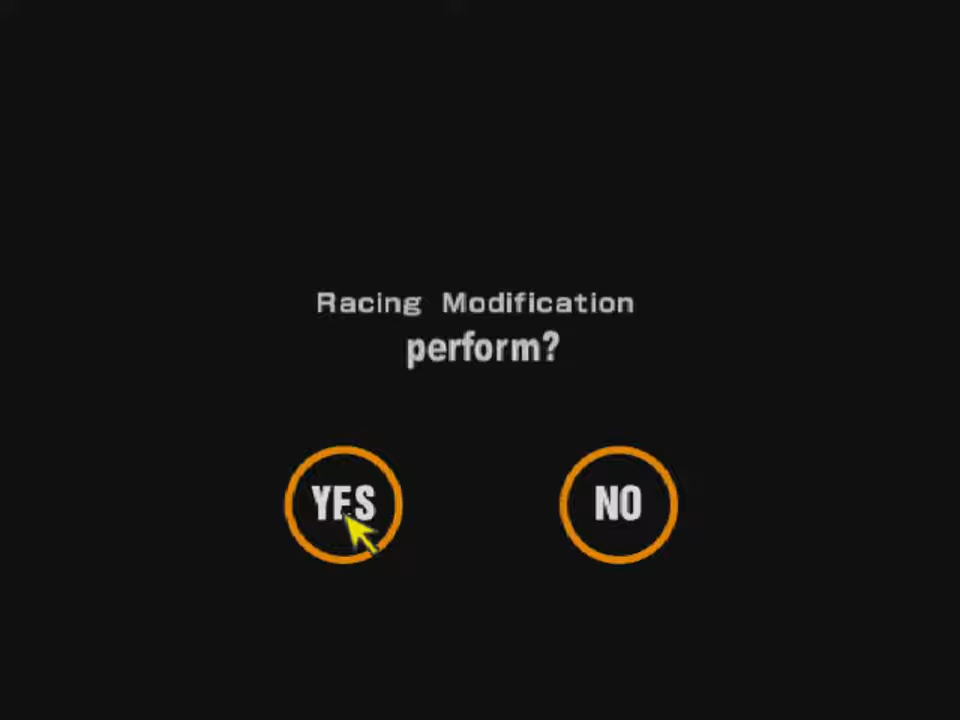 Racing Modification
perform?
YES
NO